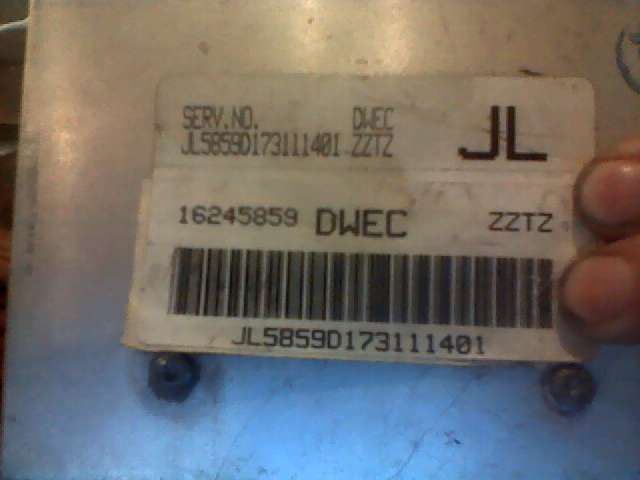 SERV.NO. DWEC
JL5859D173111401 ZZTZ
JL
16245859 DWEC ZZTZ
JL5859D173111401